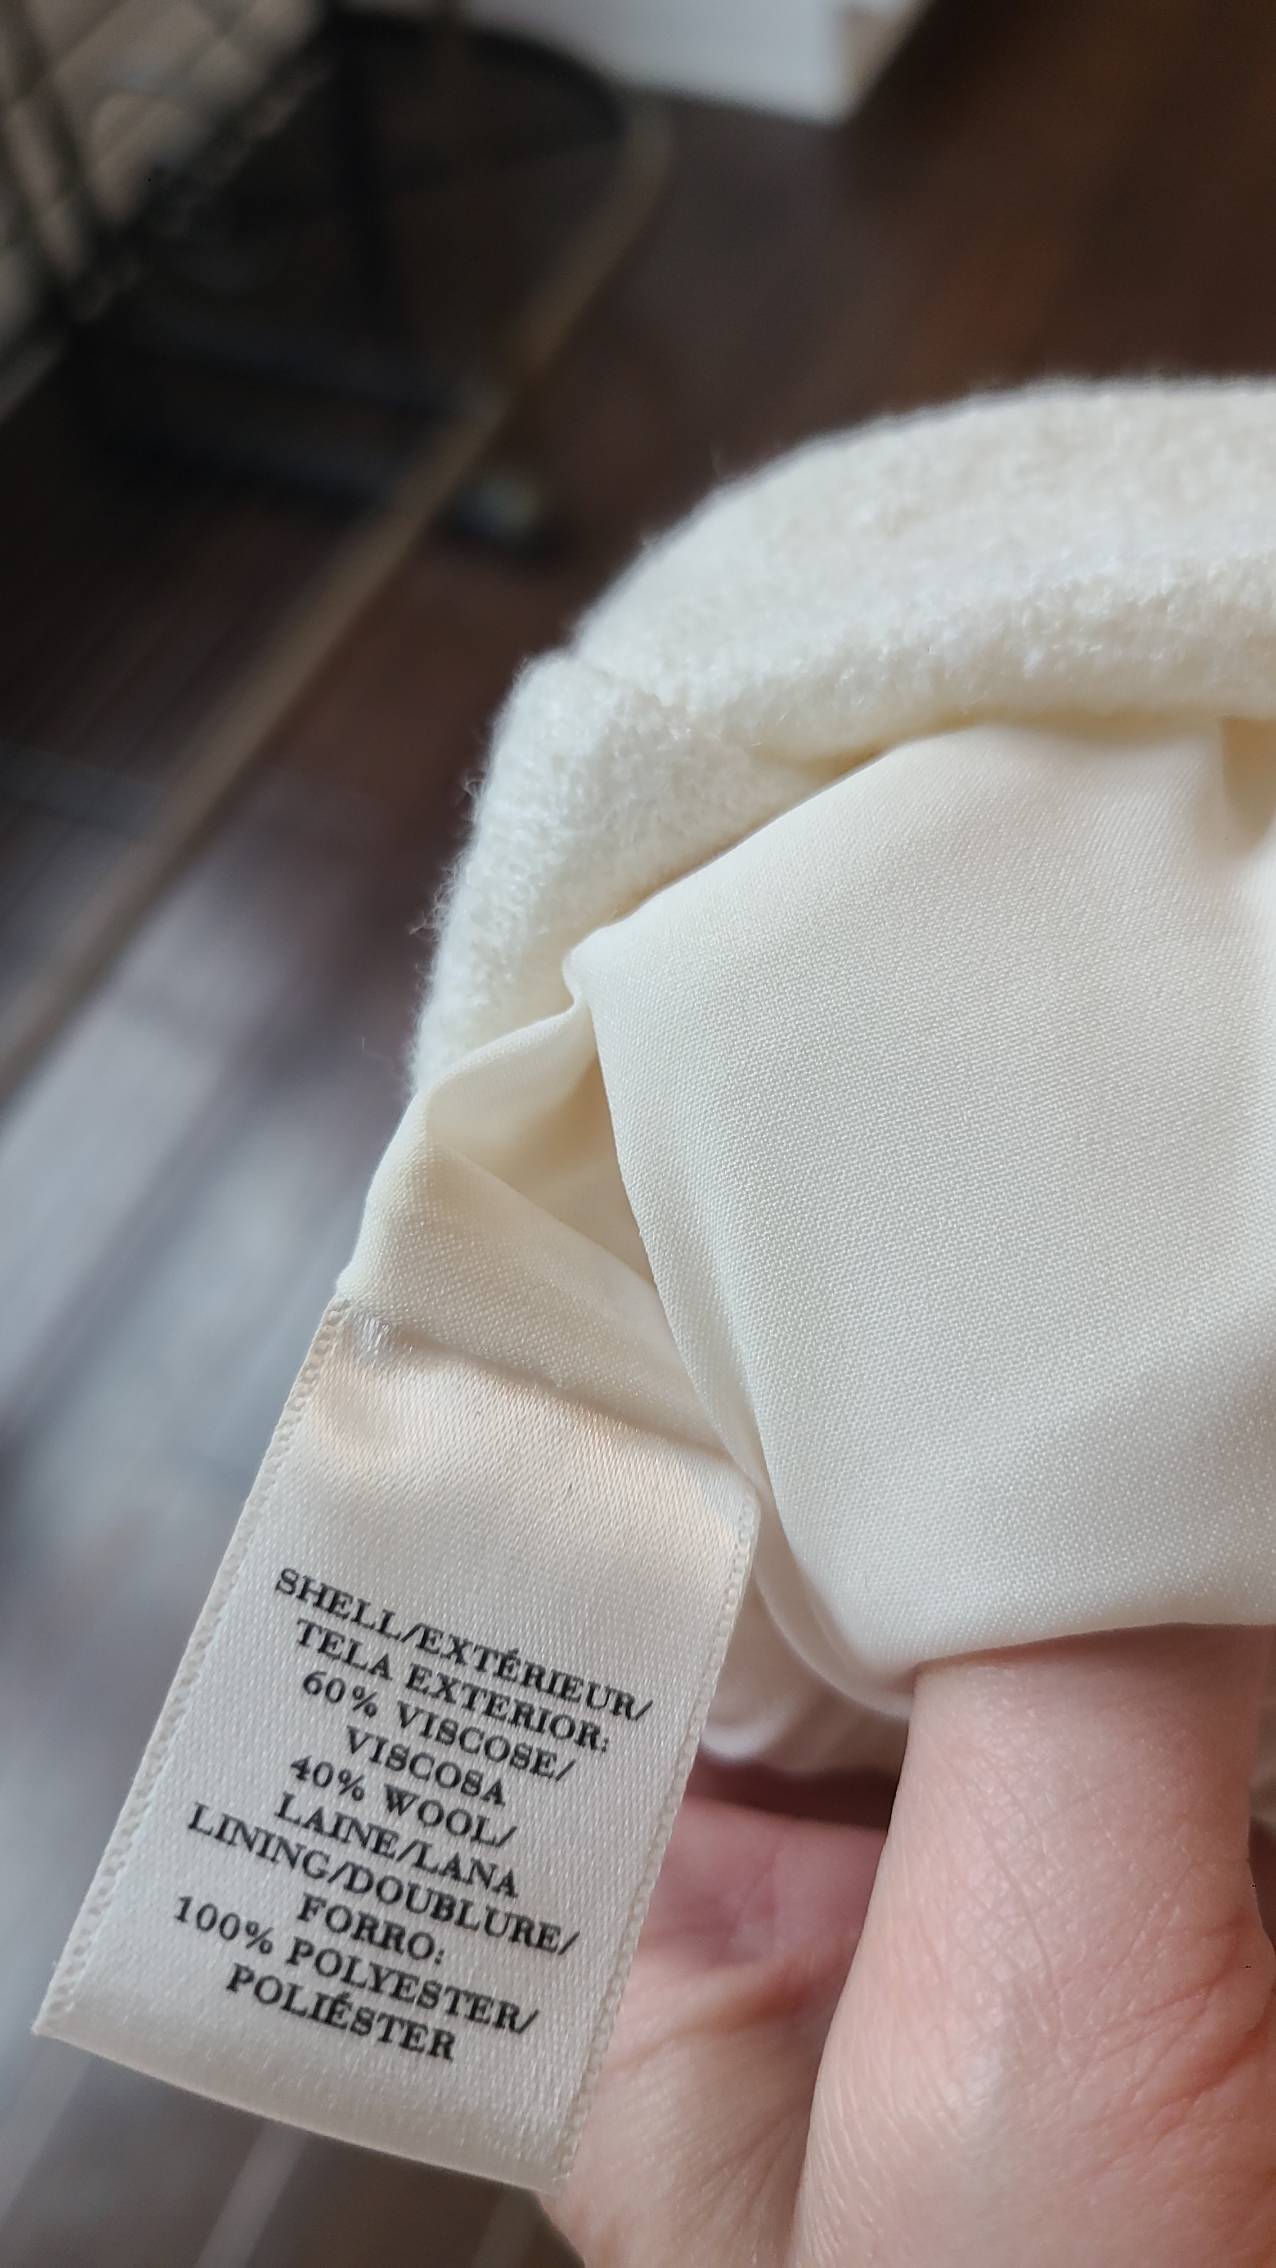 SHELL/EXTÉRIEUR/
TELA EXTERIOR:
60% VISCOSE/
VISCOSA
40% WOOL/
LAINE/LANA
LINING/DOUBLURE/
FORRO:
100% POLYESTER/
POLIÉSTER